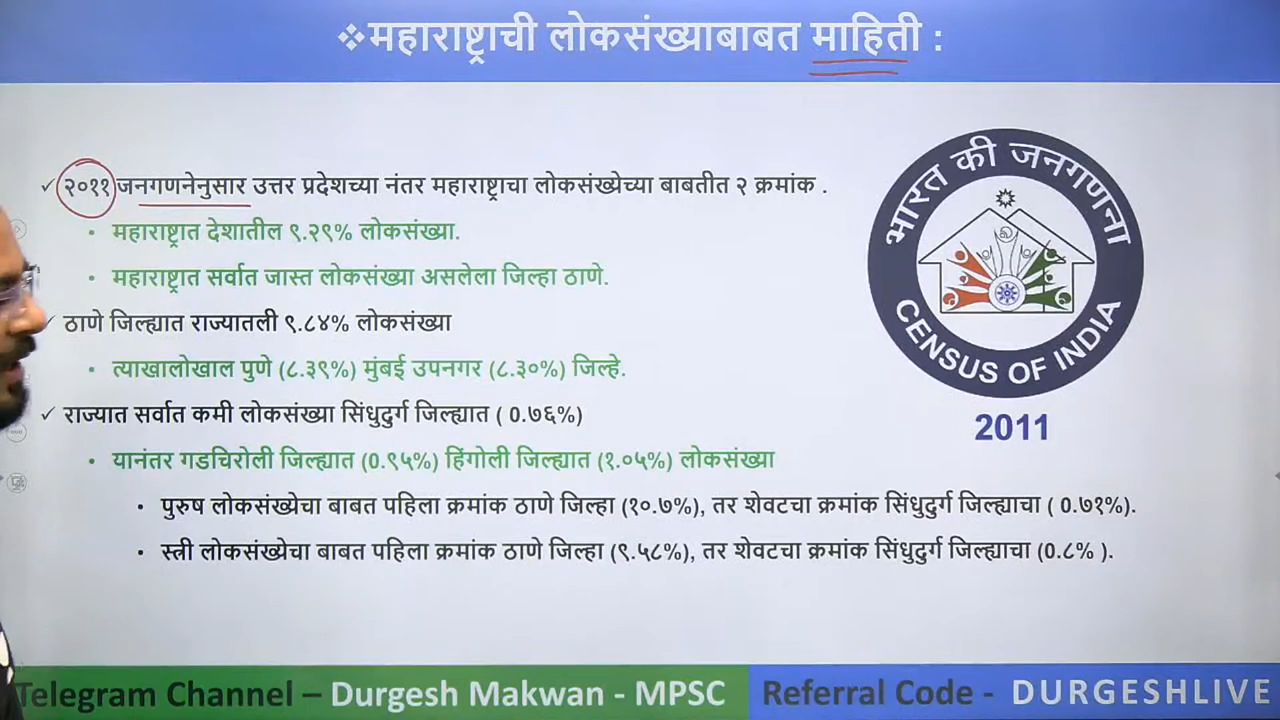 ❖महाराष्ट्राची लोकसंख्याबाबत माहिती :
✓ २०११ जनगणनेनुसार उत्तर प्रदेशच्या नंतर महाराष्ट्राचा लोकसंख्येच्या बाबतीत २ क्रमांक .
• महाराष्ट्रात देशातील ९.२९% लोकसंख्या.
• महाराष्ट्रात सर्वात जास्त लोकसंख्या असलेला जिल्हा ठाणे.
✓ ठाणे जिल्ह्यात राज्यातली ९.८४% लोकसंख्या
• त्याखालोखाल पुणे (८.३९%) मुंबई उपनगर (८.३०%) जिल्हे.
✓ राज्यात सर्वात कमी लोकसंख्या सिंधुदुर्ग जिल्ह्यात ( 0.७६%)
• यानंतर गडचिरोली जिल्ह्यात (0.९५%) हिंगोली जिल्ह्यात (१.०५%) लोकसंख्या
• पुरुष लोकसंख्येचा बाबत पहिला क्रमांक ठाणे जिल्हा (१०.७%), तर शेवटचा क्रमांक सिंधुदुर्ग जिल्ह्याचा ( 0.७१%).
• स्त्री लोकसंख्येचा बाबत पहिला क्रमांक ठाणे जिल्हा (९.५८%), तर शेवटचा क्रमांक सिंधुदुर्ग जिल्ह्याचा (0.८% ).
भारत की जनगणना
CENSUS OF INDIA
2011
Telegram Channel – Durgesh Makwan - MPSC
Referral Code - DURGESHLIVE